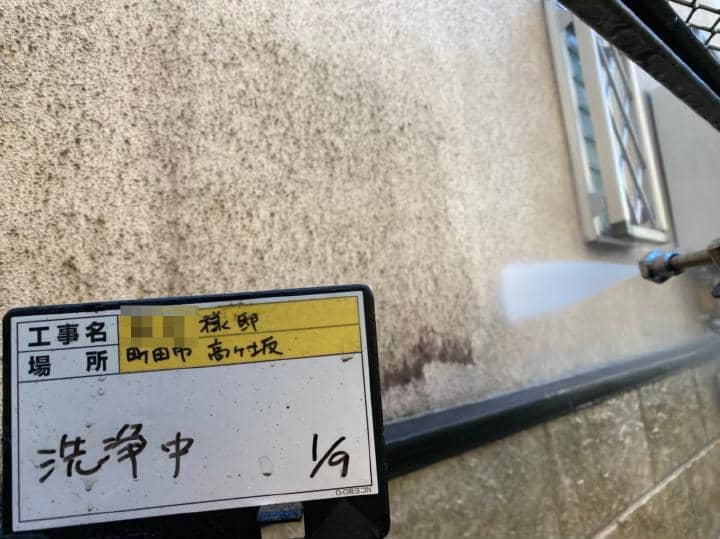 工事名 様邸
場所 町田市 高ヶ坂
洗浄中 1/9